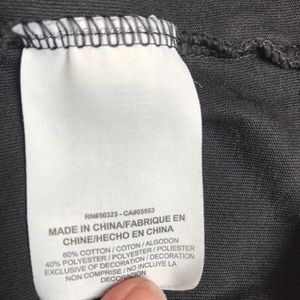 RN#56323 - CA#05553
MADE IN CHINA/FABRIQUE EN
CHINE/HECHO EN CHINA
60% COTTON / COTON / ALGODON
40% POLYESTER / POLYESTER / POLIESTER
EXCLUSIVE OF DECORATION / DECORATION
NON COMPRISE / NO INCLUYE LA
DECORACION